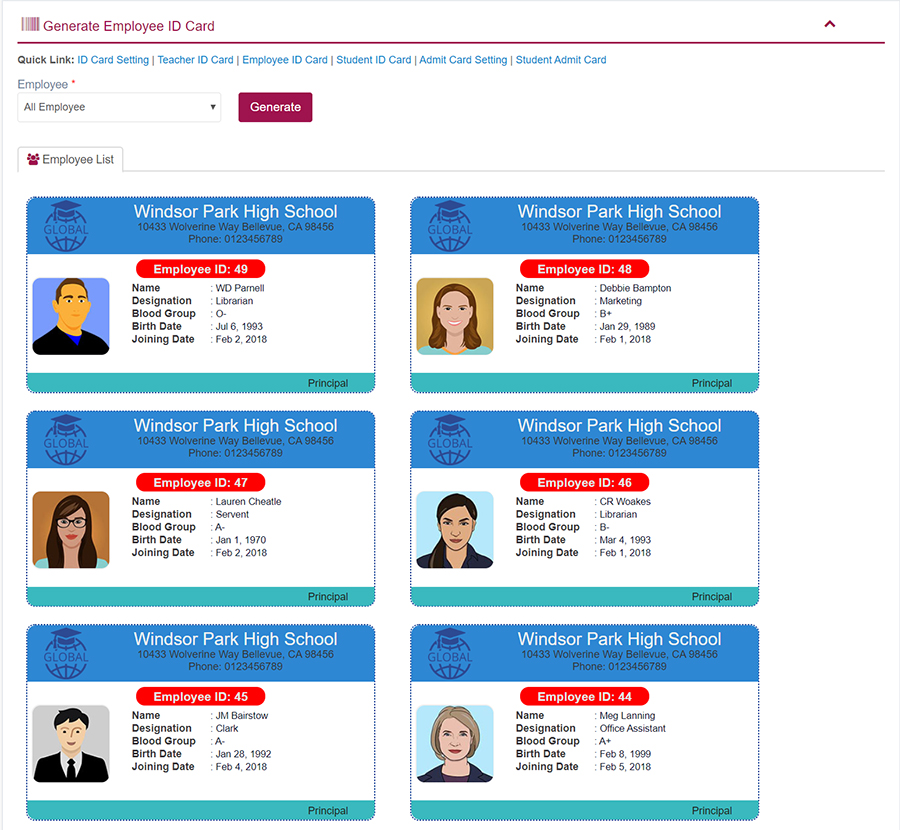 Generate Employee ID Card
Quick Link: ID Card Setting | Teacher ID Card | Employee ID Card | Student ID Card | Admit Card Setting | Student Admit Card
Employee *
All Employee
Generate
Employee List
GLOBAL
Windsor Park High School
10433 Wolverine Way Bellevue, CA 98456
Phone: 0123456789
Employee ID: 49
Name : WD Parnell
Designation : Librarian
Blood Group : O-
Birth Date : Jul 6, 1993
Joining Date : Feb 2, 2018
Principal
GLOBAL
Windsor Park High School
10433 Wolverine Way Bellevue, CA 98456
Phone: 0123456789
Employee ID: 48
Name : Debbie Bampton
Designation : Marketing
Blood Group : B+
Birth Date : Jan 29, 1989
Joining Date : Feb 1, 2018
Principal
GLOBAL
Windsor Park High School
10433 Wolverine Way Bellevue, CA 98456
Phone: 0123456789
Employee ID: 47
Name : Lauren Cheatle
Designation : Servent
Blood Group : A-
Birth Date : Jan 1, 1970
Joining Date : Feb 2, 2018
Principal
GLOBAL
Windsor Park High School
10433 Wolverine Way Bellevue, CA 98456
Phone: 0123456789
Employee ID: 46
Name : CR Woakes
Designation : Librarian
Blood Group : B-
Birth Date : Mar 4, 1993
Joining Date : Feb 1, 2018
Principal
GLOBAL
Windsor Park High School
10433 Wolverine Way Bellevue, CA 98456
Phone: 0123456789
Employee ID: 45
Name : JM Bairstow
Designation : Clark
Blood Group : A-
Birth Date : Jan 28, 1992
Joining Date : Feb 4, 2018
Principal
GLOBAL
Windsor Park High School
10433 Wolverine Way Bellevue, CA 98456
Phone: 0123456789
Employee ID: 44
Name : Meg Lanning
Designation : Office Assistant
Blood Group : A+
Birth Date : Feb 8, 1999
Joining Date : Feb 5, 2018
Principal